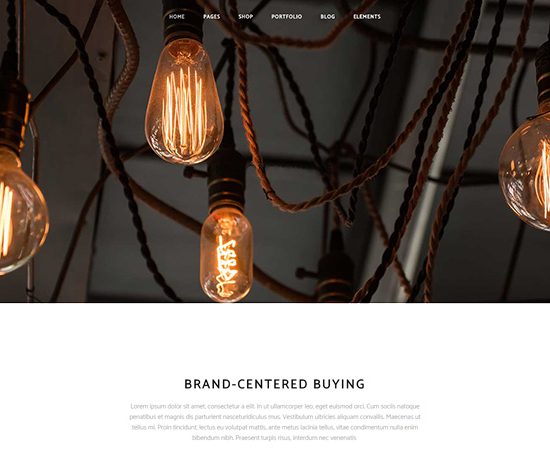 HOME PAGES SHOP PORTFOLIO BLOG ELEMENTS
BRAND-CENTERED BUYING
Lorem ipsum dolor sit amet, consectetur a elit. In ut ullamcorper leo, eget euismod orci. Cum sociis natoque
penatibus et magnis dis parturient nasceturidiculus mus. Vestibulum ultricies aliquam convallis. Maecenas ut
tellus mi. Proin tincidunt, lectus eu volutpat mattis, ante metus lacinia tellus, vitae condimentum nulla enim
bibendum nibh. Praesent turpis risus, interdum nec venenatis